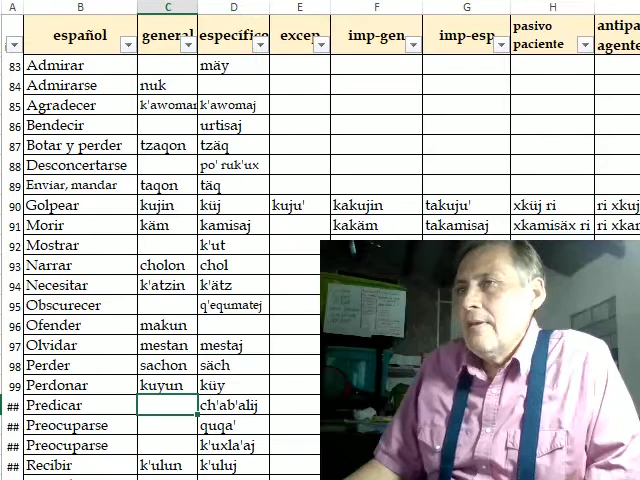 A B C D E F G H
español general específico excep imp-gen imp-esp pasivo paciente antipa agente
83 Admirar mäy
84 Admirarse nuk
85 Agradecer k'awomar k'awomaj
86 Bendecir urtisaj
87 Botar y perder tzaqon tzäq
88 Desconcertarse po' ruk'ux
89 Enviar, mandar taqon täq
90 Golpear kujin küj kuju' kakujin takuju' xküj ri ri xkuj
91 Morir käm kamisaj kakäm takamisaj xkamisäx ri ri xkar
92 Mostrar k'ut
93 Narrar cholon chol
94 Necesitar k'atzin k'ätz
95 Obscurecer q'equmatej
96 Ofender makun
97 Olvidar mestan mestaj
98 Perder sachon säch
99 Perdonar kuyun küy
## Predicar ch'ab'alij
## Preocuparse quqa'
## Preocuparse k'uxla'aj
## Recibir k'ulun k'uluj